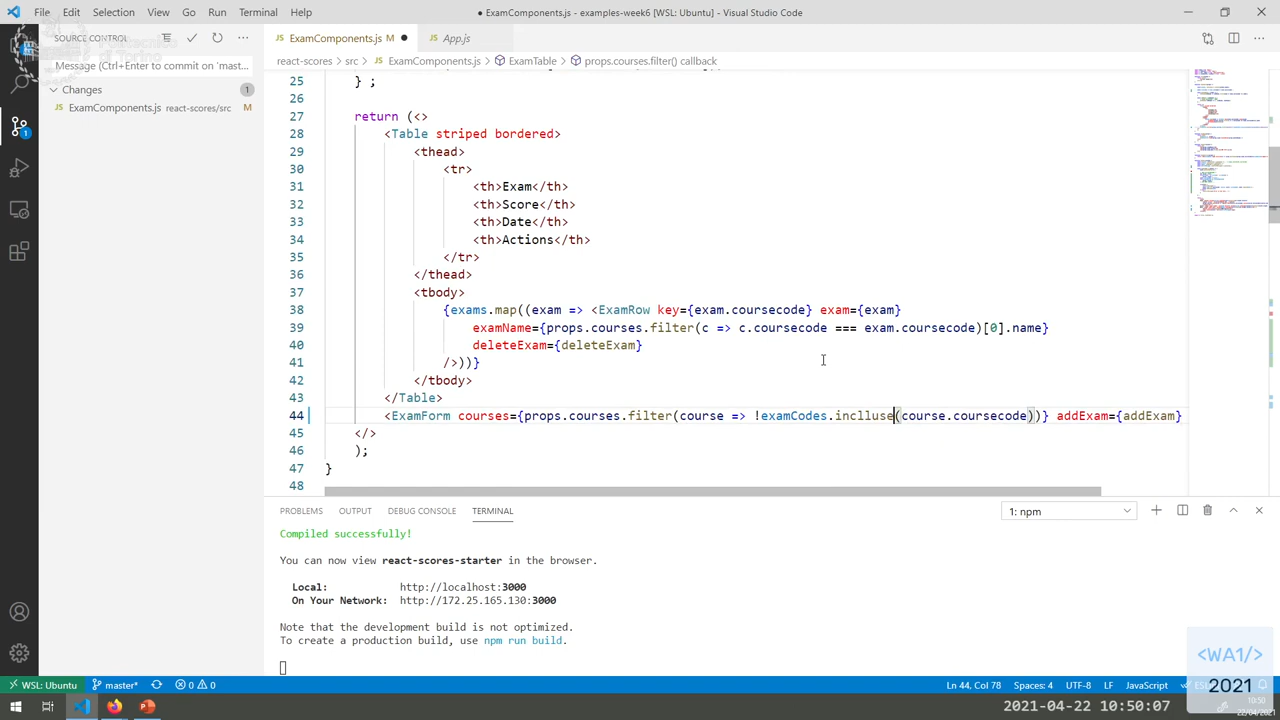 File Edit Selection View Go Run Terminal Help
● ExamComponents.js - examples-week6 [WSL: Ubuntu] - Visual Studio Code
SOURCE CONTROL
JS ExamComponents.js M ●
JS App.js
Message (Ctrl+Enter to commit on 'mast...
react-scores > src > JS ExamComponents.js > ExamTable > props.courses.filter() callback
Changes 1
JS ExamComponents.js react-scores/src M
25 } ;
26
27 return (<>
28 <Table striped bordered>
29 <thead>
30 <tr>
31 <th>Exam</th>
32 <th>Score</th>
33 <th>Date</th>
34 <th>Actions</th>
35 </tr>
36 </thead>
37 <tbody>
38 {exams.map((exam => <ExamRow key={exam.coursecode} exam={exam}
39 examName={props.courses.filter(c => c.coursecode === exam.coursecode)[0].name}
40 deleteExam={deleteExam}
41 />))}
42 </tbody>
43 </Table>
44 <ExamForm courses={props.courses.filter(course => !examCodes.inclluse(course.coursecode))} addExam={addExam}
45 </>
46 );
47 }
48
PROBLEMS OUTPUT DEBUG CONSOLE TERMINAL
1: npm
Compiled successfully!
You can now view react-scores-starter in the browser.
Local: http://localhost:3000
On Your Network: http://172.25.165.130:3000
Note that the development build is not optimized.
To create a production build, use npm run build.
<WA1/>
2021
WSL: Ubuntu master* 0 0
Ln 44, Col 78 Spaces: 4 UTF-8 LF JavaScript
2021-04-22 10:50:07
10:50
22/04/2021